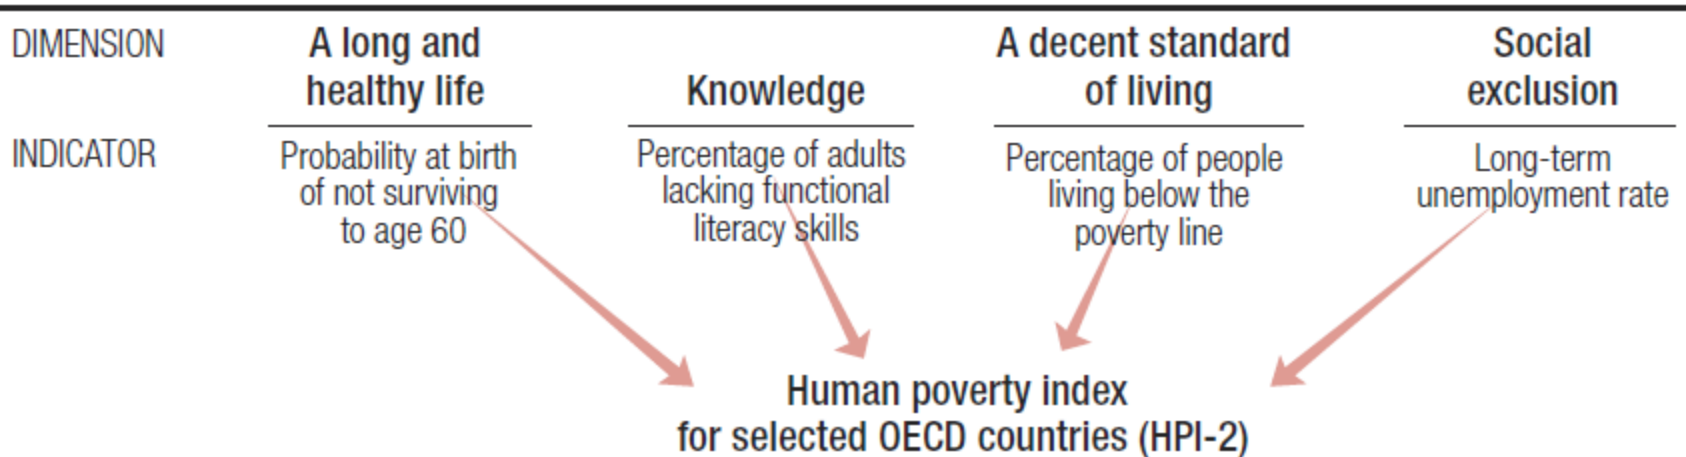 DIMENSION
A long and
healthy life
Knowledge
A decent standard
of living
Social
exclusion
INDICATOR
Probability at birth
of not surviving
to age 60
Percentage of adults
lacking functional
literacy skills
Percentage of people
living below the
poverty line
Long-term
unemployment rate
Human poverty index
for selected OECD countries (HPI-2)